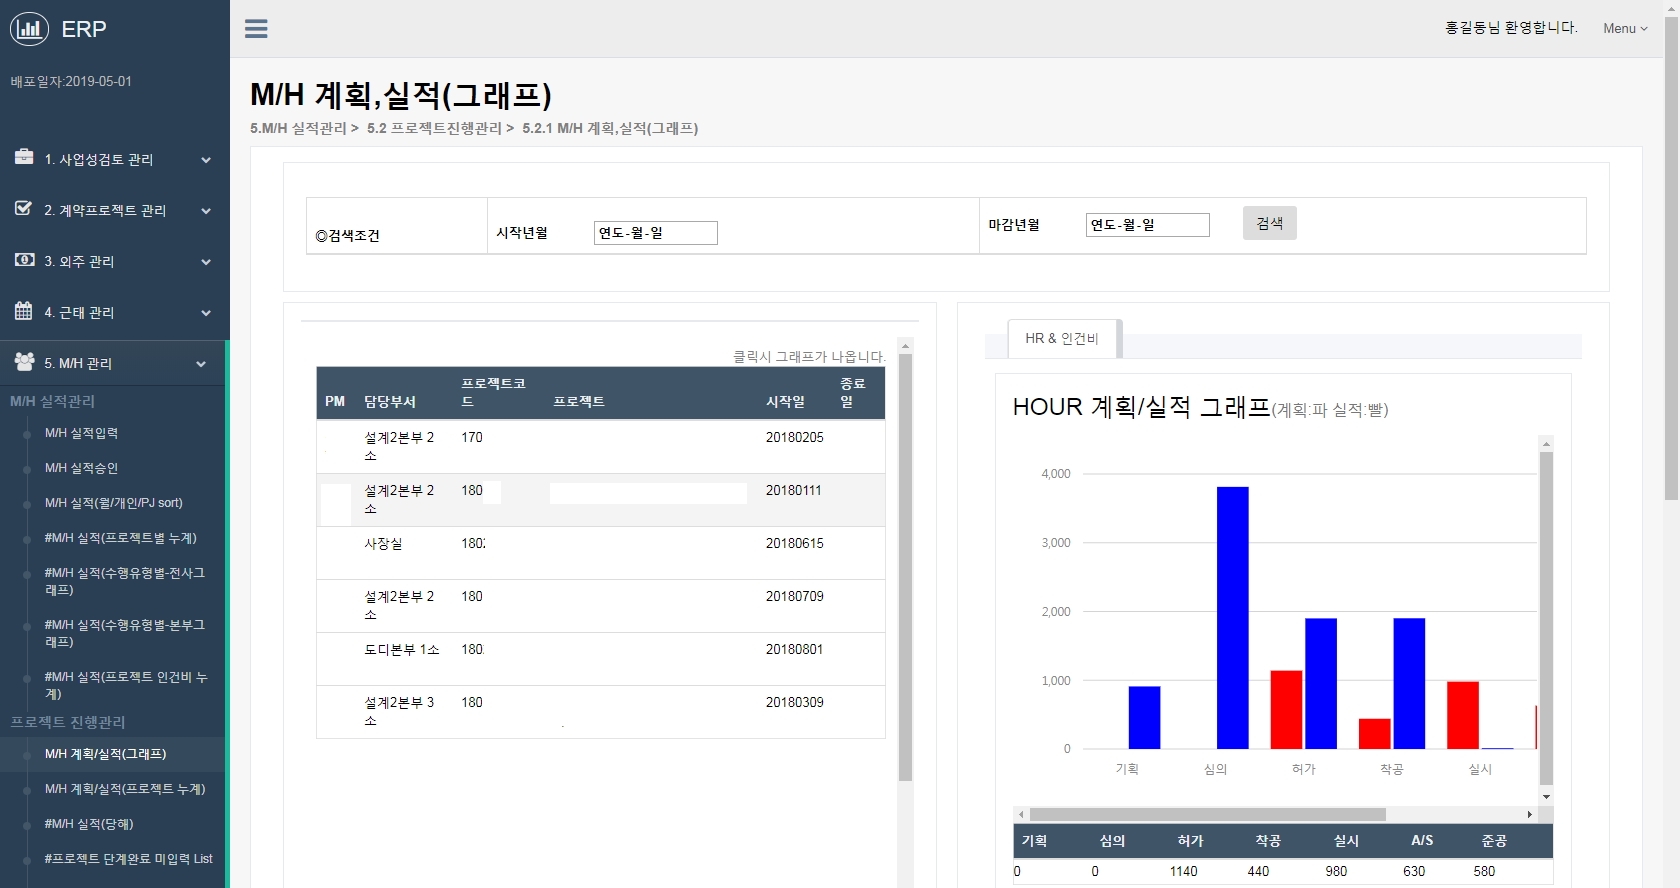 ERP
배포일자:2019-05-01
1. 사업성검토 관리
2. 계약프로젝트 관리
3. 외주 관리
4. 근태 관리
5. M/H 관리
M/H 실적관리
M/H 실적입력
M/H 실적승인
M/H 실적(월/개인/PJ sort)
#M/H 실적(프로젝트별 누계)
#M/H 실적(수행유형별-전사그
래프)
#M/H 실적(수행유형별-본부그
래프)
#M/H 실적(프로젝트 인건비 누
계)
프로젝트 진행관리
M/H 계획/실적(그래프)
M/H 계획/실적(프로젝트 누계)
#M/H 실적(당해)
#프로젝트 단계완료 미입력 List
홍길동님 환영합니다. Menu
M/H 계획,실적(그래프)
5.M/H 실적관리 > 5.2 프로젝트진행관리 > 5.2.1 M/H 계획,실적(그래프)
◎검색조건 시작년월 연도-월-일 마감년월 연도-월-일 검색
클릭시 그래프가 나옵니다.
PM 담당부서 프로젝트코드 프로젝트 시작일 종료일
설계2본부 2소 170 20180205
설계2본부 2소 180 20180111
사장실 180 20180615
설계2본부 2소 180 20180709
도디본부 1소 180 20180801
설계2본부 3소 180 20180309
HR & 인건비
HOUR 계획/실적 그래프(계획:파 실적:빨)
4,000
3,000
2,000
1,000
0
기획 심의 허가 착공 실시
기획 심의 허가 착공 실시 A/S 준공
0 0 1140 440 980 630 580